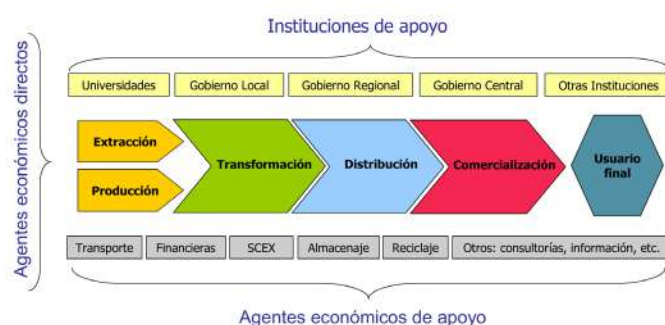 Instituciones de apoyo
Agentes económicos directos
Universidades
Gobierno Local
Gobierno Regional
Gobierno Central
Otras Instituciones
Extracción
Producción
Transformación
Distribución
Comercialización
Usuario
final
Transporte
Financieras
SCEX
Almacenaje
Reciclaje
Otros: consultorías, información, etc.
Agentes económicos de apoyo